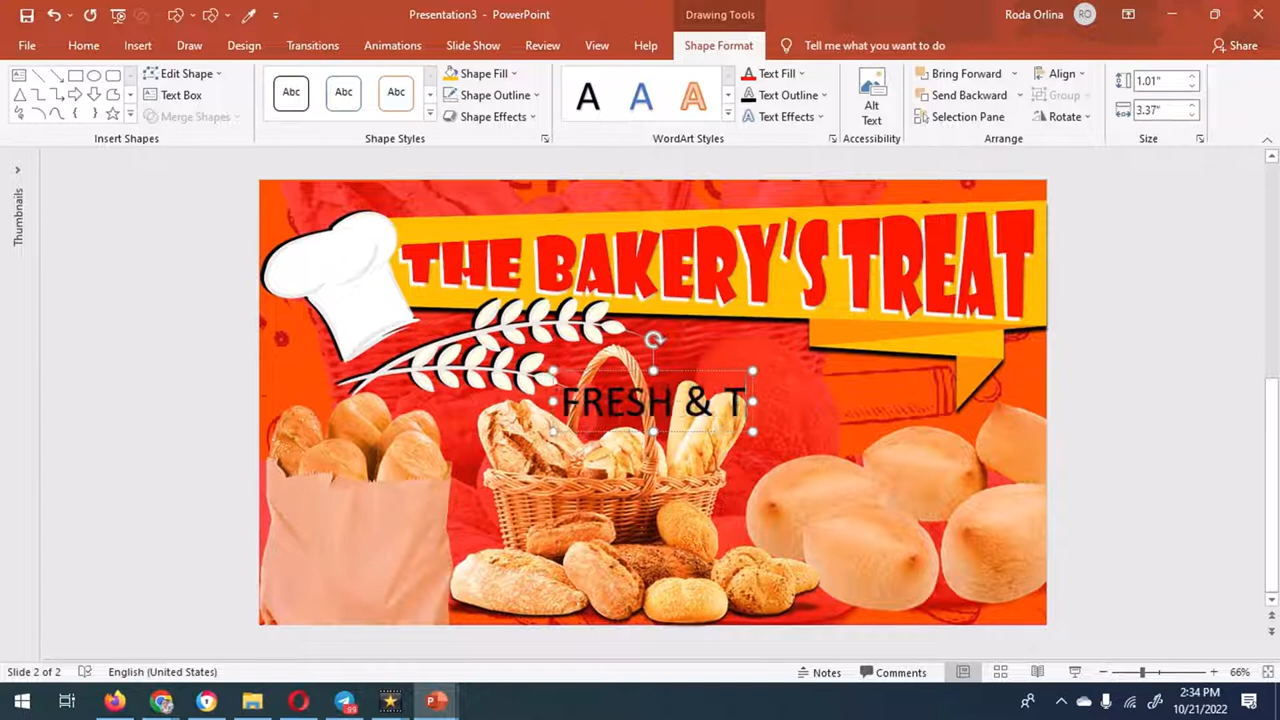 Presentation3 - PowerPoint
Drawing Tools
Roda Orlina
RO
File
Home
Insert
Draw
Design
Transitions
Animations
Slide Show
Review
View
Help
Shape Format
Tell me what you want to do
Share
Edit Shape
Text Box
Merge Shapes
Insert Shapes
Abc
Abc
Abc
Shape Fill
Shape Outline
Shape Effects
Shape Styles
A
A
A
Text Fill
Text Outline
Text Effects
WordArt Styles
Alt
Text
Accessibility
Bring Forward
Send Backward
Selection Pane
Align
Group
Rotate
Arrange
1.01"
3.37"
Size
Thumbnails
THE BAKERY'S TREAT
FRESH & T
Slide 2 of 2
English (United States)
Notes
Comments
66%
2:34 PM
10/21/2022